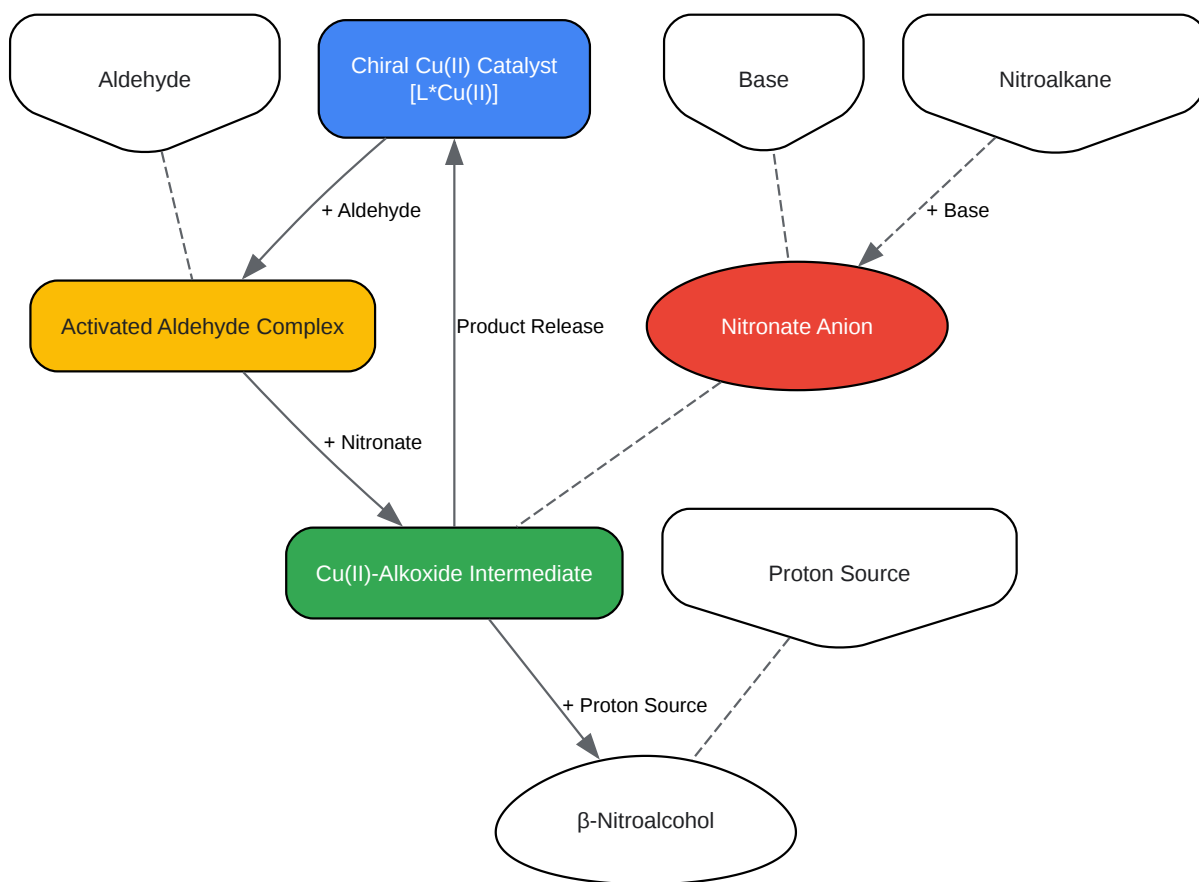 Aldehyde
Chiral Cu(II) Catalyst
[L*Cu(II)]
Base
Nitroalkane
+ Aldehyde
+ Base
Activated Aldehyde Complex
Product Release
Nitronate Anion
+ Nitronate
Cu(II)-Alkoxide Intermediate
Proton Source
+ Proton Source
β-Nitroalcohol